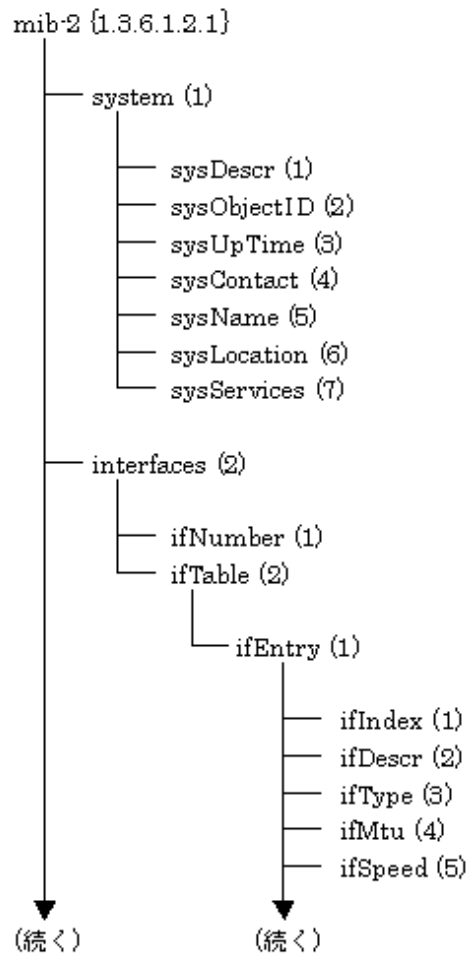 mib-2 {1.3.6.1.2.1}
system (1)
sysDescr (1)
sysObjectID (2)
sysUpTime (3)
sysContact (4)
sysName (5)
sysLocation (6)
sysServices (7)
interfaces (2)
ifNumber (1)
ifTable (2)
ifEntry (1)
ifIndex (1)
ifDescr (2)
ifType (3)
ifMtu (4)
ifSpeed (5)
(続く) (続く)